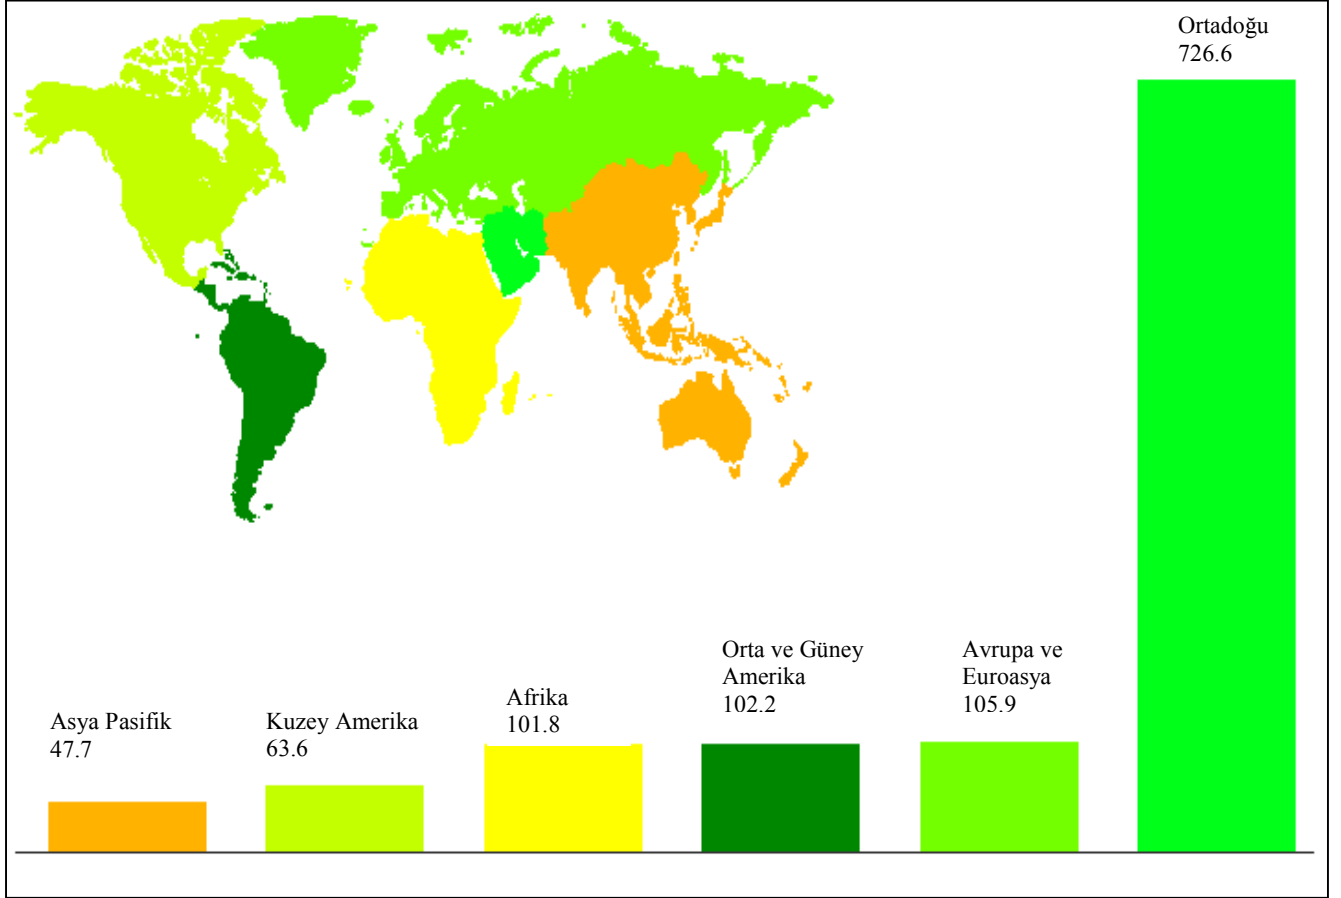 Ortadoğu
726.6
Orta ve Güney
Amerika
102.2
Avrupa ve
Euroasya
105.9
Afrika
101.8
Asya Pasifik
47.7
Kuzey Amerika
63.6